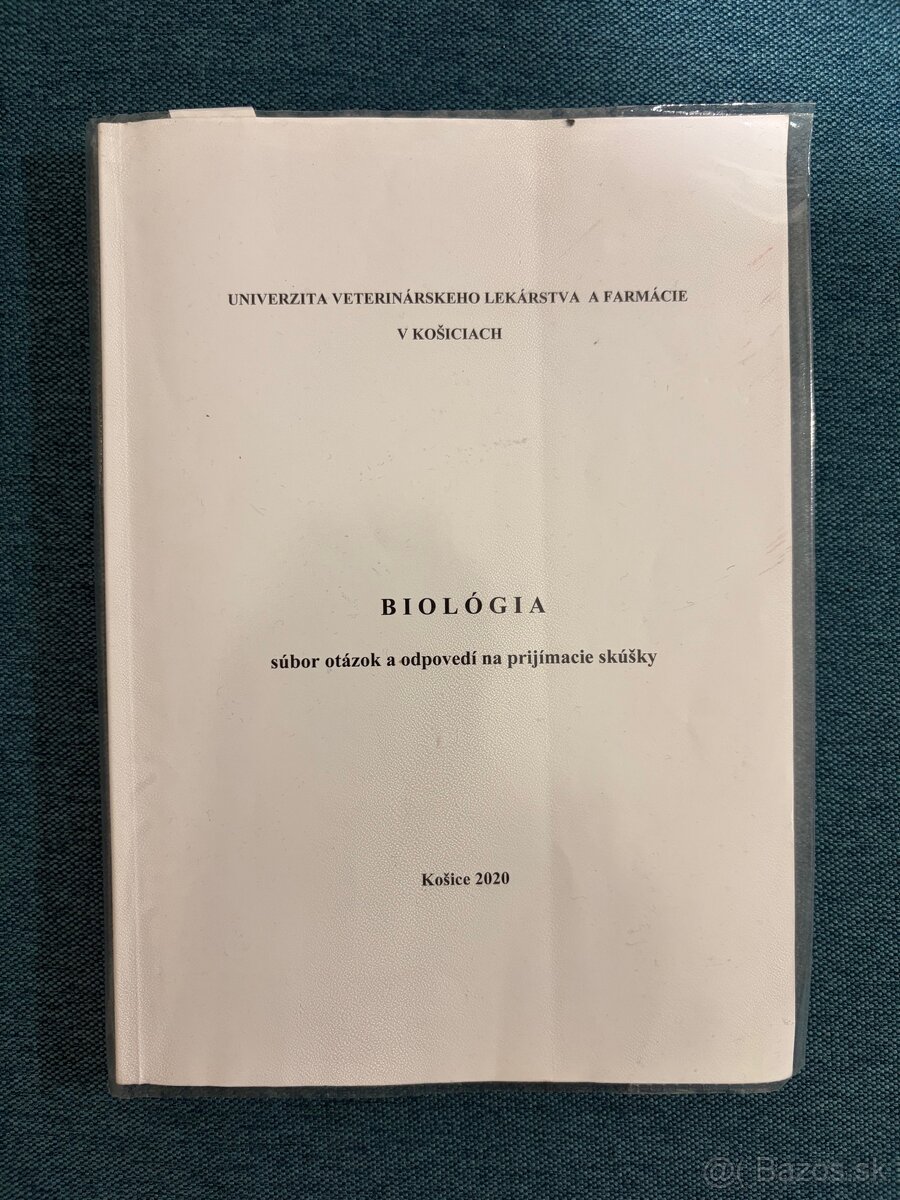 UNIVERZITA VETERINÁRSKEHO LEKÁRSTVA A FARMÁCIE
V KOŠICIACH
BIOLÓGIA
súbor otázok a odpovedí na prijímacie skúšky
Košice 2020
@( Bazos.sk